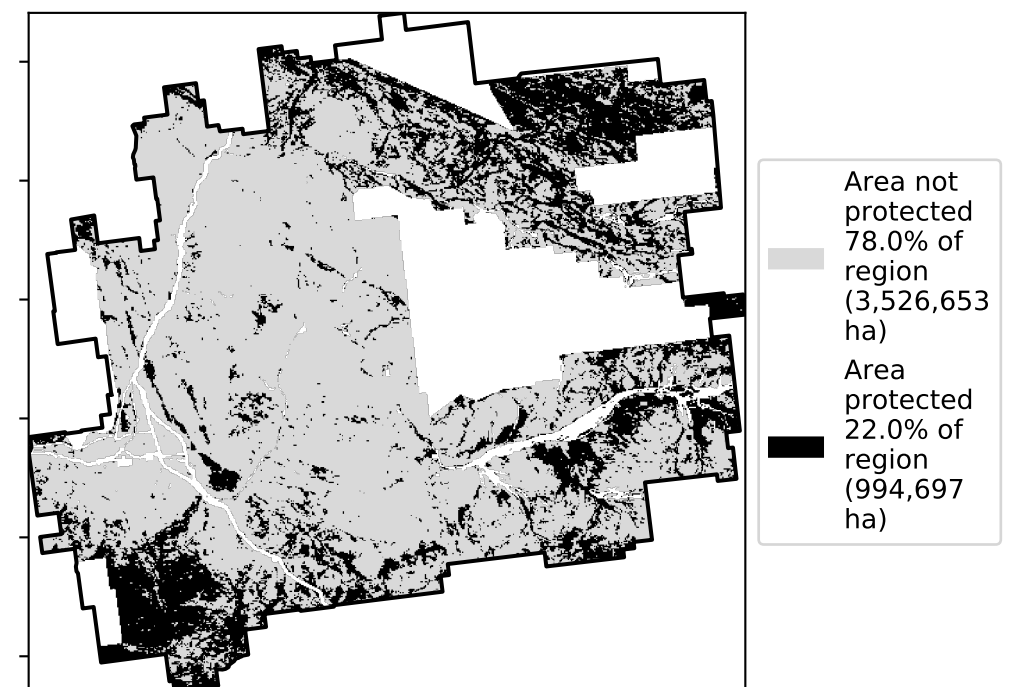 Area not
protected
78.0% of
region
(3,526,653
ha)
Area
protected
22.0% of
region
(994,697
ha)